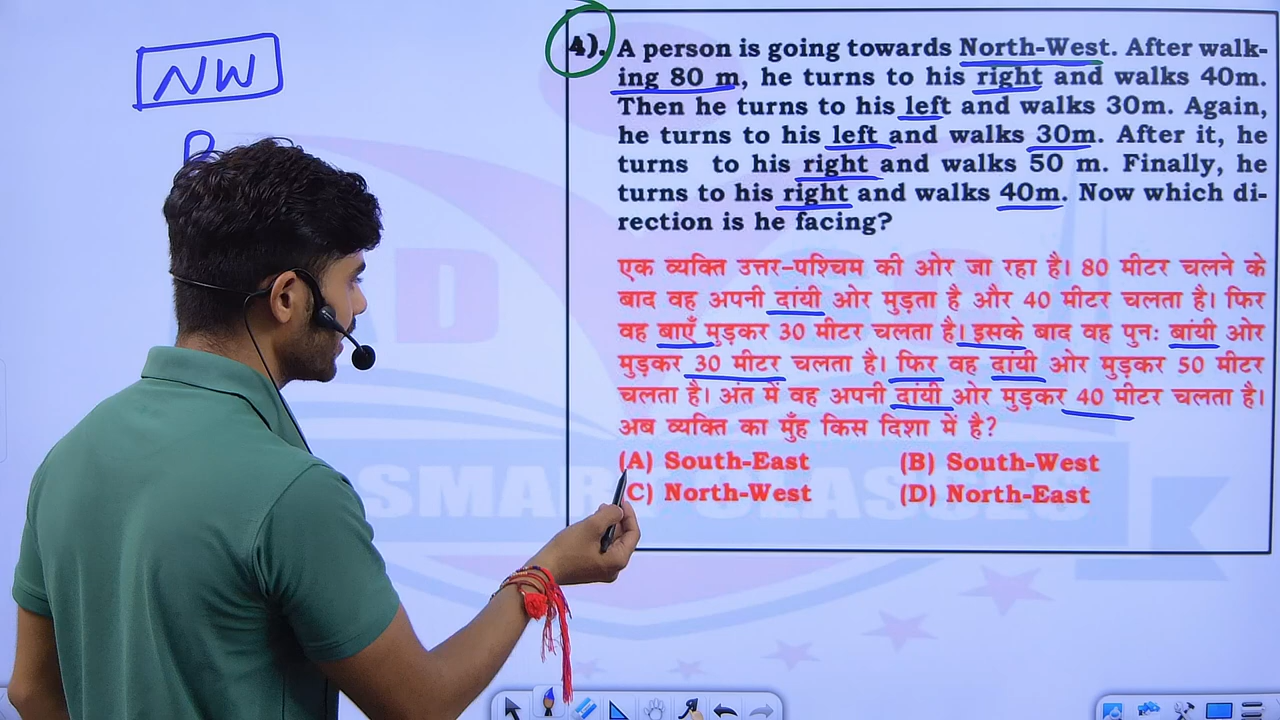 NW
4). A person is going towards North-West. After walk-
ing 80 m, he turns to his right and walks 40m.
Then he turns to his left and walks 30m. Again,
he turns to his left and walks 30m. After it, he
turns to his right and walks 50 m. Finally, he
turns to his right and walks 40m. Now which di-
rection is he facing?
एक व्यक्ति उत्तर-पश्चिम की ओर जा रहा है। 80 मीटर चलने के
बाद वह अपनी दांयी ओर मुड़ता है और 40 मीटर चलता है। फिर
वह बाएँ मुड़कर 30 मीटर चलता है। इसके बाद वह पुनः बांयी ओर
मुड़कर 30 मीटर चलता है। फिर वह दांयी ओर मुड़कर 50 मीटर
चलता है। अंत में वह अपनी दांयी ओर मुड़कर 40 मीटर चलता है।
अब व्यक्ति का मुँह किस दिशा में है?
(A) South-East (B) South-West
C) North-West (D) North-East
SMAR CLASSES